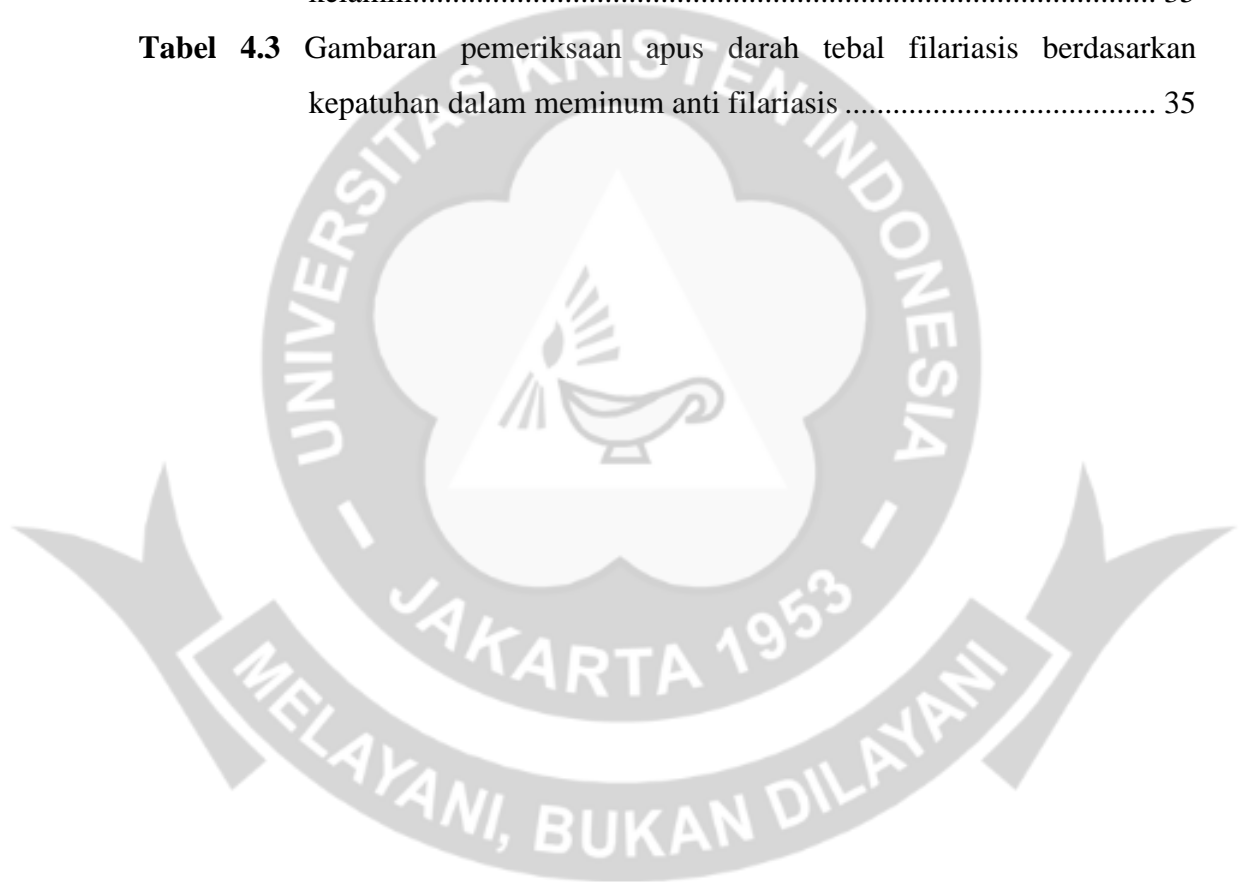 Tabel 4.3 Gambaran pemeriksaan apus darah tebal filariasis berdasarkan
kepatuhan dalam meminum anti filariasis ................................... 35
UNIVERSITAS KRISTEN INDONESIA
JAKARTA 1953
MELAYANI, BUKAN DILAYANI